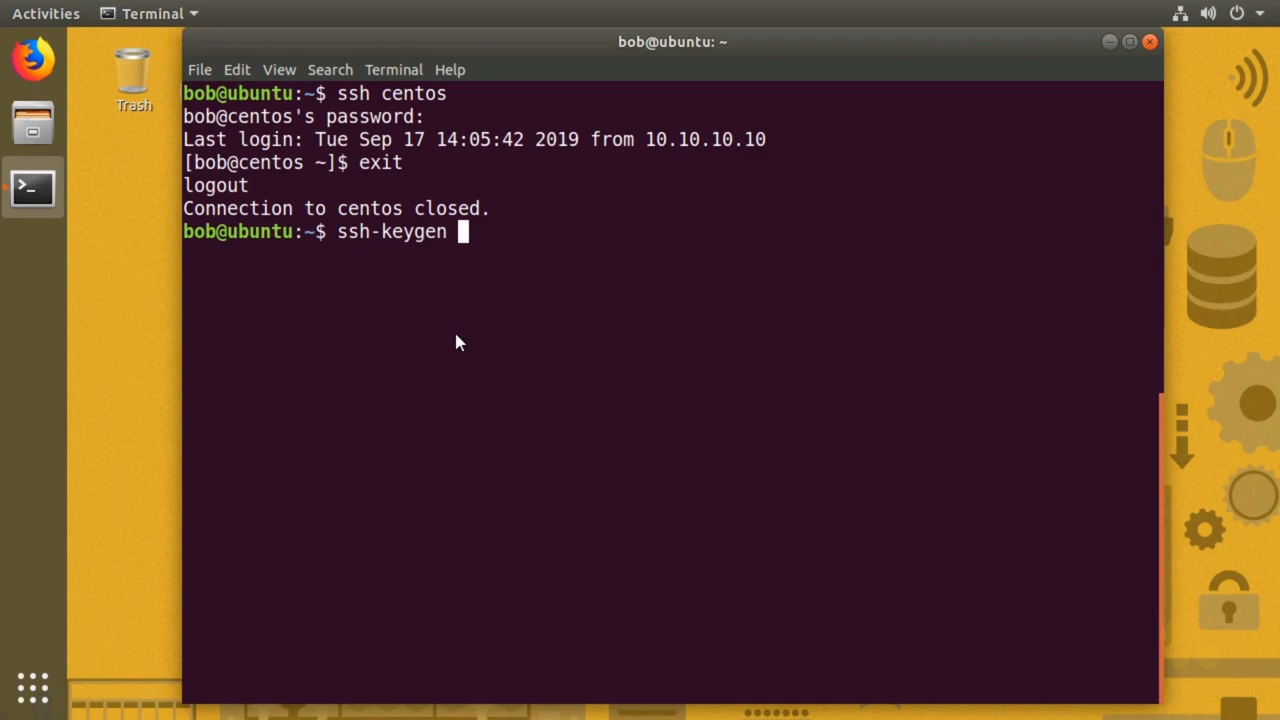 Activities Terminal
Trash
bob@ubuntu: ~
File Edit View Search Terminal Help
bob@ubuntu:~$ ssh centos
bob@centos's password:
Last login: Tue Sep 17 14:05:42 2019 from 10.10.10.10
[bob@centos ~]$ exit
logout
Connection to centos closed.
bob@ubuntu:~$ ssh-keygen